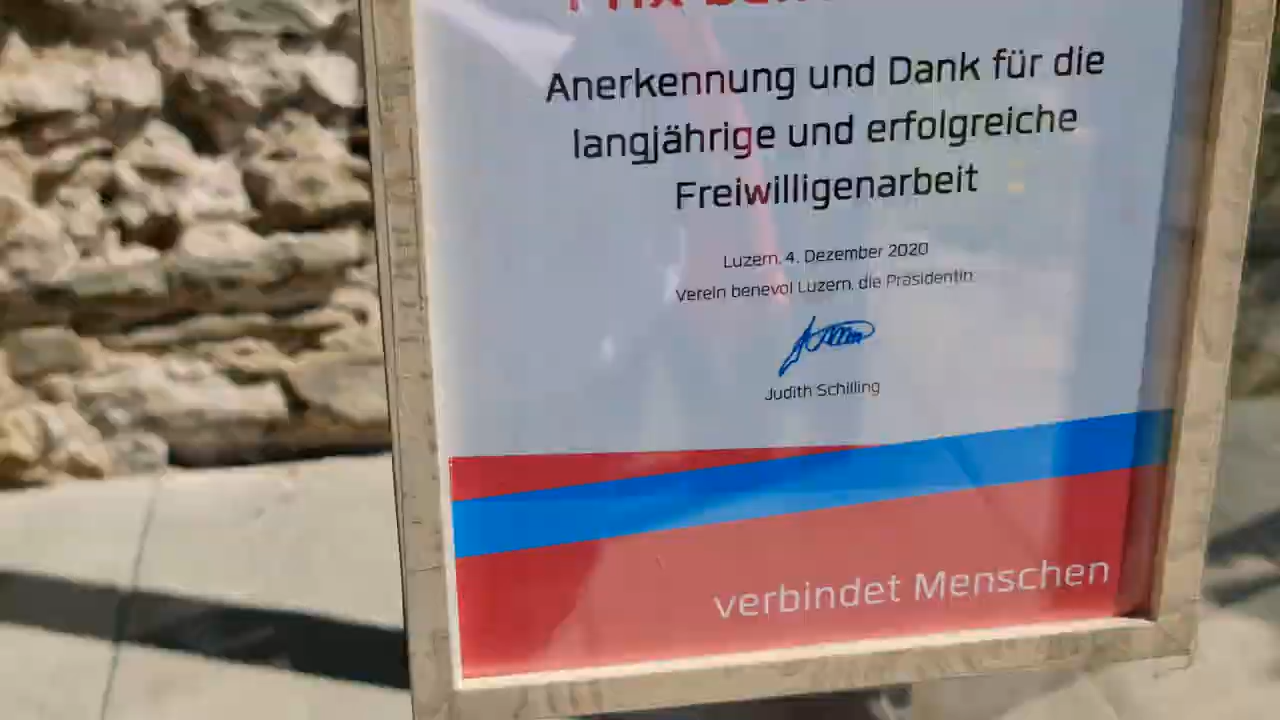 Anerkennung und Dank für die
langjährige und erfolgreiche
Freiwilligenarbeit
Luzern, 4. Dezember 2020
Verein benevol Luzern, die Präsidentin
Judith Schilling
verbindet Menschen